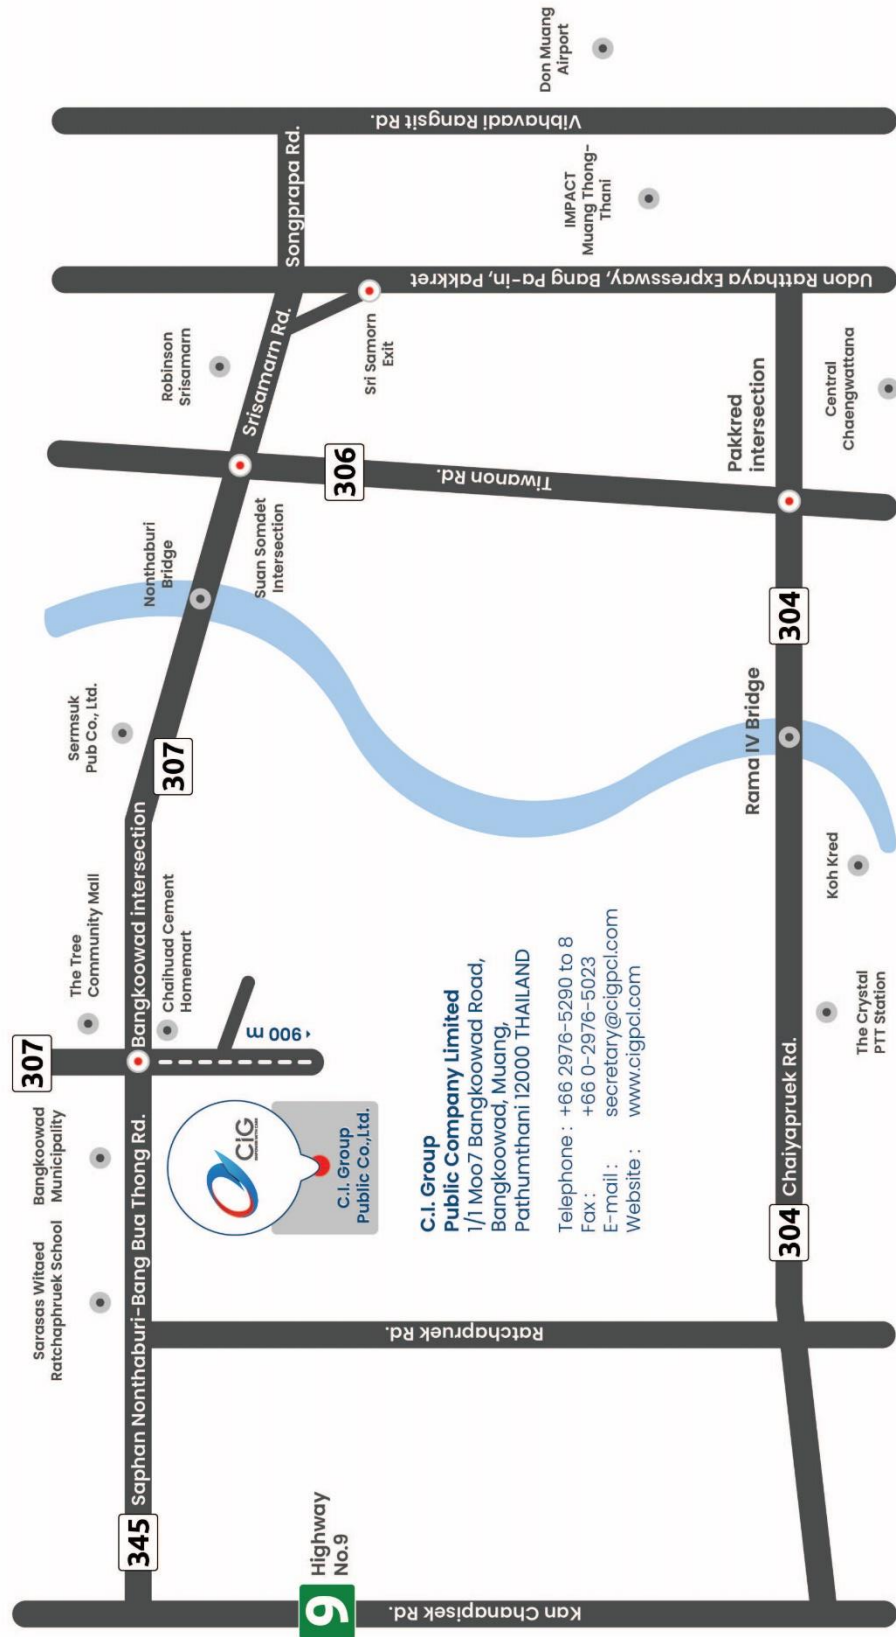 Sarasas Witaed
Ratchaphruek School
Bangkoowad
Municipality
307
The Tree
Community Mall
Sermsuk
Pub Co., Ltd.
Nonthaburi
Bridge
Robinson
Srisamarn
345
Saphan Nonthaburi-Bang Bua Thong Rd.
Bangkoowad intersection
307
Chaihuad Cement
Homemart
Suan Somdet
Intersection
Srisamarn Rd.
Songprapa Rd.
900 m
CIG
C.I. Group
Public Co.,Ltd.
9
Highway
No.9
306
Sri Samorn
Exit
Kan Chanapisek Rd.
Ratchapruek Rd.
Tiwanon Rd.
Udon Ratthaya Expressway, Bang Pa-in, Pakkret
Vibhavadi Rangsit Rd.
C.I. Group
Public Company Limited
1/1 Moo7 Bangkoowad Road,
Bangkoowad, Muang,
Pathumthani 12000 THAILAND
Telephone : +66 2976-5290 to 8
Fax : +66 0-2976-5023
E-mail : secretary@cigpcl.com
Website : www.cigpcl.com
IMPACT
Muang Thong-
Thani
Don Muang
Airport
Rama IV Bridge
Pakkred
intersection
304
Chaiyapruek Rd.
304
The Crystal
PTT Station
Koh Kred
Central
Chaengwattana